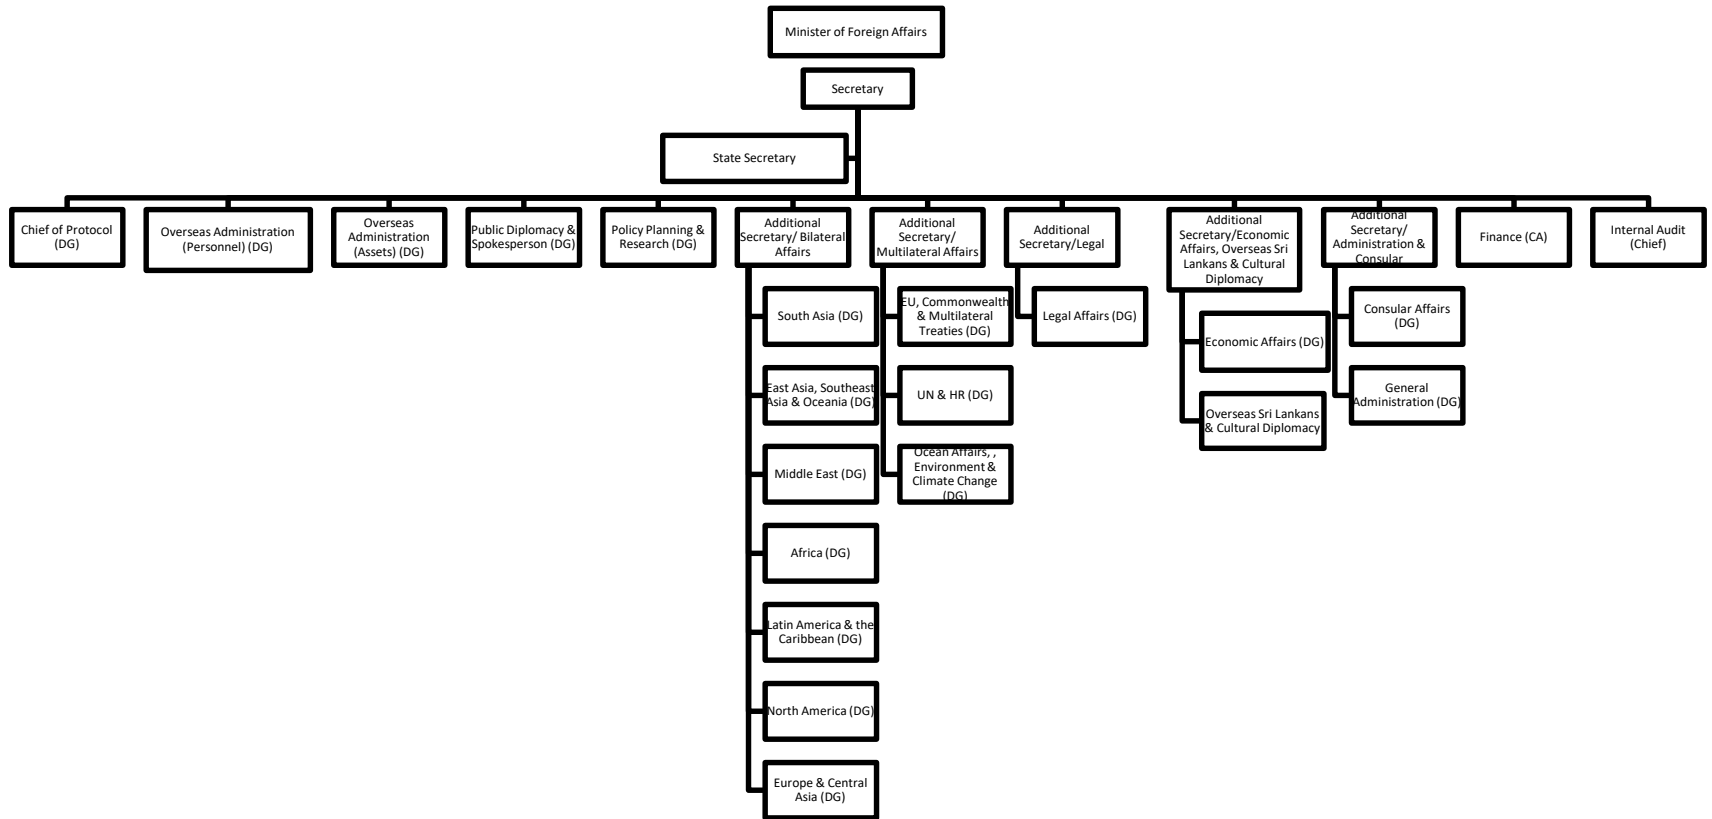 Minister of Foreign Affairs
Secretary
State Secretary
Chief of Protocol
(DG)
Overseas Administration
(Personnel) (DG)
Overseas
Administration
(Assets) (DG)
Public Diplomacy &
Spokesperson (DG)
Policy Planning &
Research (DG)
Additional
Secretary/ Bilateral
Affairs
Additional
Secretary/
Multilateral Affairs
Additional
Secretary/Legal
Additional
Secretary/Economic
Affairs, Overseas Sri
Lankans & Cultural
Diplomacy
Additional
Secretary/
Administration &
Consular
Finance (CA)
Internal Audit
(Chief)
South Asia (DG)
East Asia, Southeast
Asia & Oceania (DG)
Middle East (DG)
Africa (DG)
Latin America & the
Caribbean (DG)
North America (DG)
Europe & Central
Asia (DG)
EU, Commonwealth
& Multilateral
Treaties (DG)
UN & HR (DG)
Ocean Affairs, ,
Environment &
Climate Change
(DG)
Legal Affairs (DG)
Economic Affairs (DG)
Overseas Sri Lankans
& Cultural Diplomacy
Consular Affairs
(DG)
General
Administration (DG)